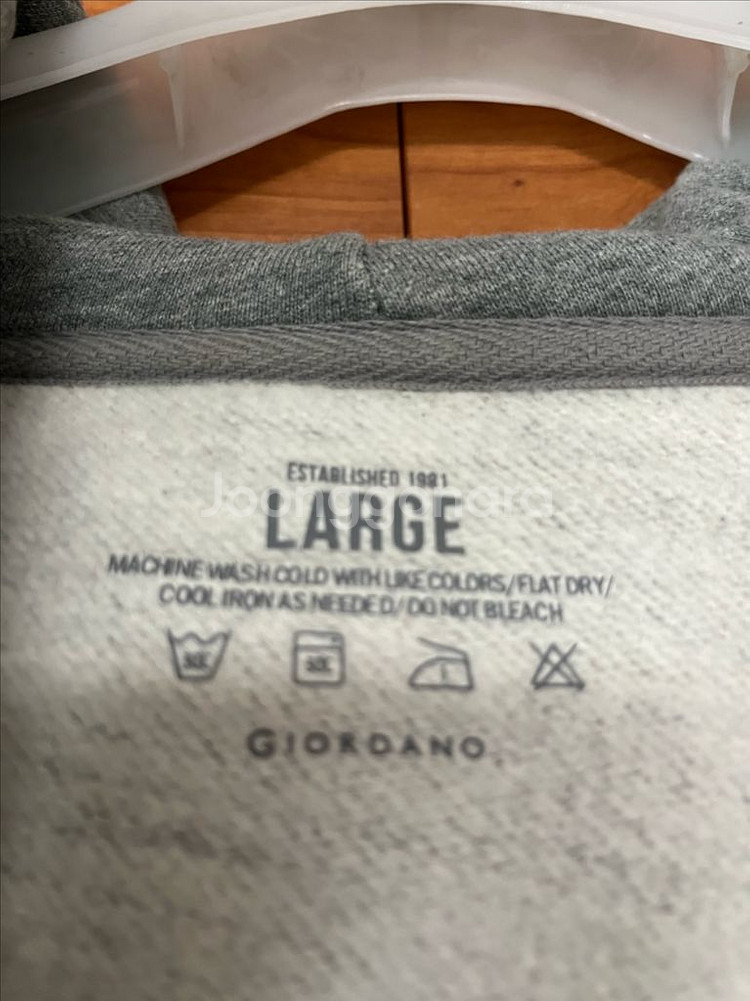 ESTABLISHED 1981
Joonggonara
LARGE
MACHINE WASH COLD WITH LIKE COLORS/FLAT DRY/
COOL IRON AS NEEDED/DO NOT BLEACH
GIORDANO